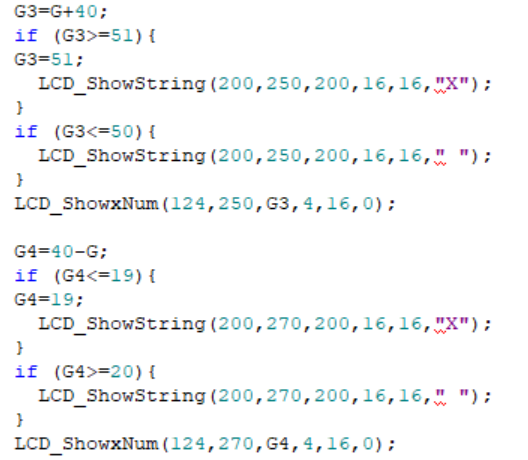 G3=G+40;
if (G3>=51){
G3=51;
  LCD_ShowString(200,250,200,16,16,"X");
}
if (G3<=50){
  LCD_ShowString(200,250,200,16,16," ");
}
LCD_ShowxNum(124,250,G3,4,16,0);

G4=40-G;
if (G4<=19){
G4=19;
  LCD_ShowString(200,270,200,16,16,"X");
}
if (G4>=20){
  LCD_ShowString(200,270,200,16,16," ");
}
LCD_ShowxNum(124,270,G4,4,16,0);